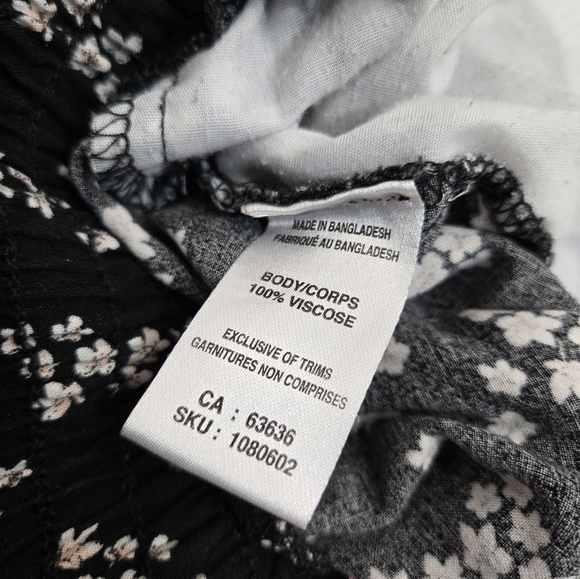 MADE IN BANGLADESH
FABRIQUÉ AU BANGLADESH
BODY/CORPS
100% VISCOSE
EXCLUSIVE OF TRIMS
GARNITURES NON COMPRISES
CA : 63636
SKU : 1080602